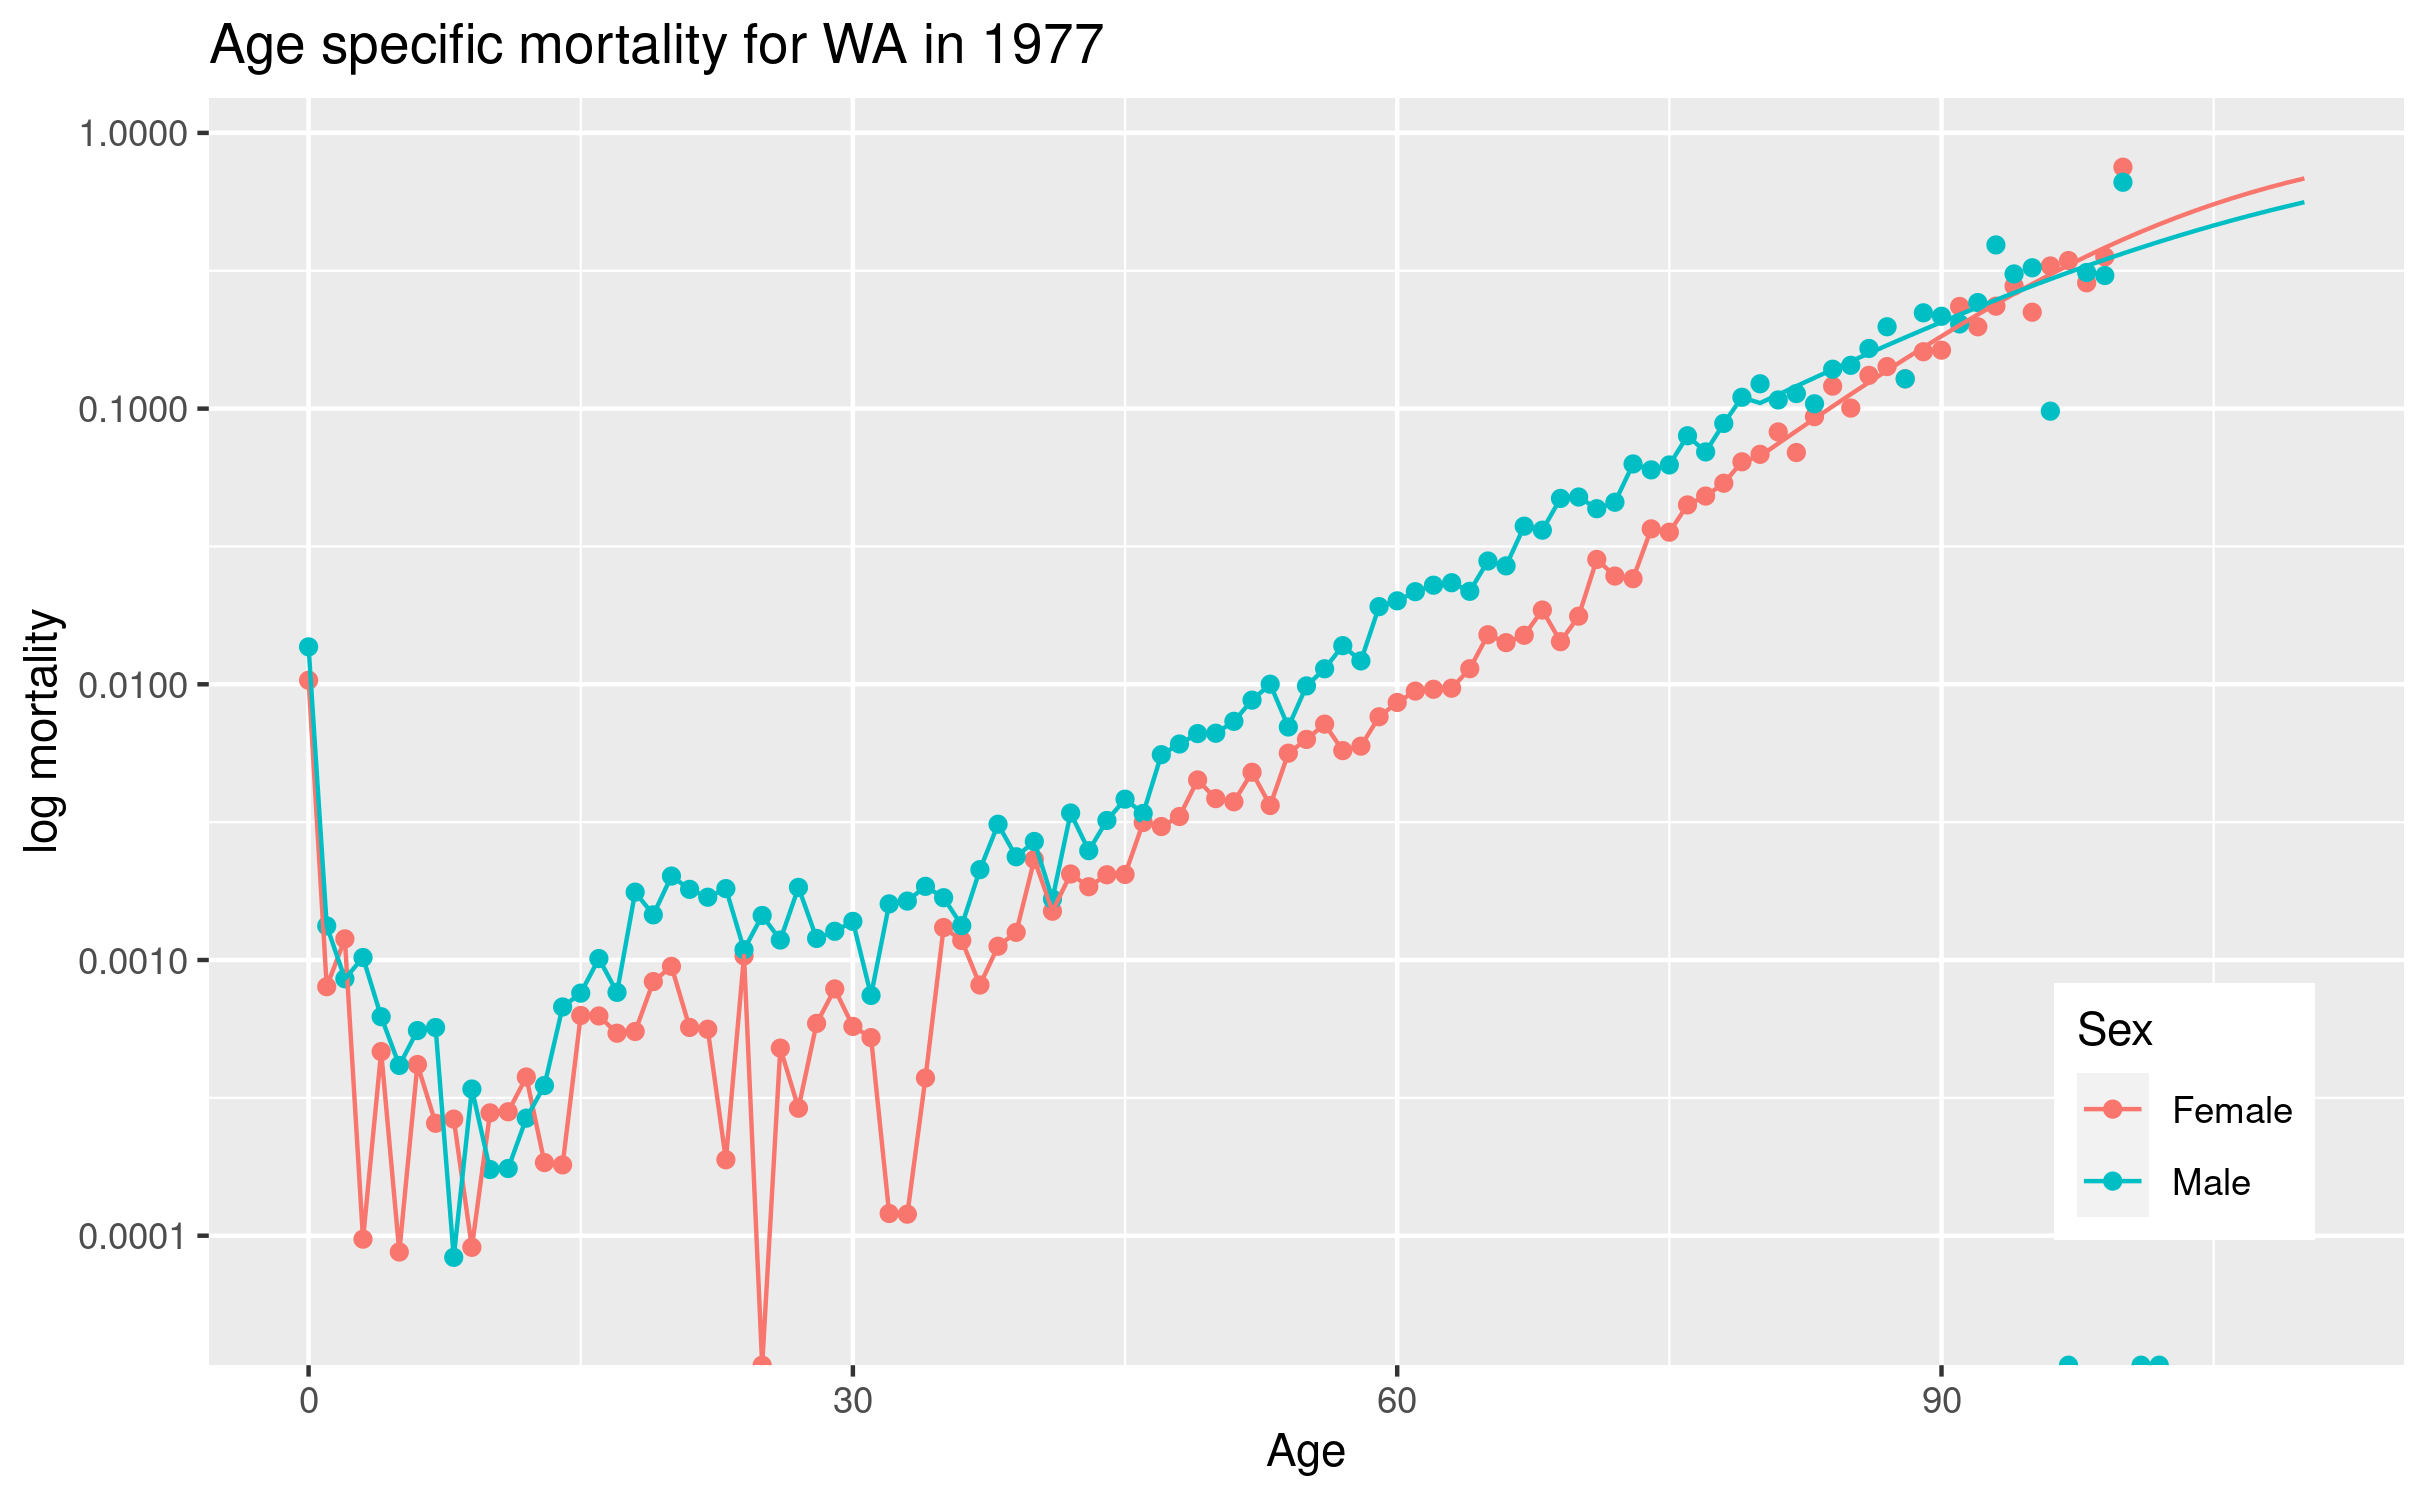 Age specific mortality for WA in 1977
1.0000
0.1000
0.0100
0.0010
0.0001
log mortality
0 30 60 90
Age
Sex
Female
Male